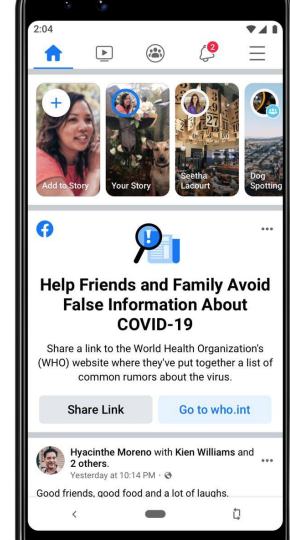 2:04
2
Add to Story
Your Story
Seetha
Lacourt
Dog
Spotting
Help Friends and Family Avoid
False Information About
COVID-19
Share a link to the World Health Organization's
(WHO) website where they've put together a list of
common rumors about the virus.
Share Link
Go to who.int
Hyacinthe Moreno with Kien Williams and
2 others.
Yesterday at 10:14 PM ·
Good friends, good food and a lot of laughs.